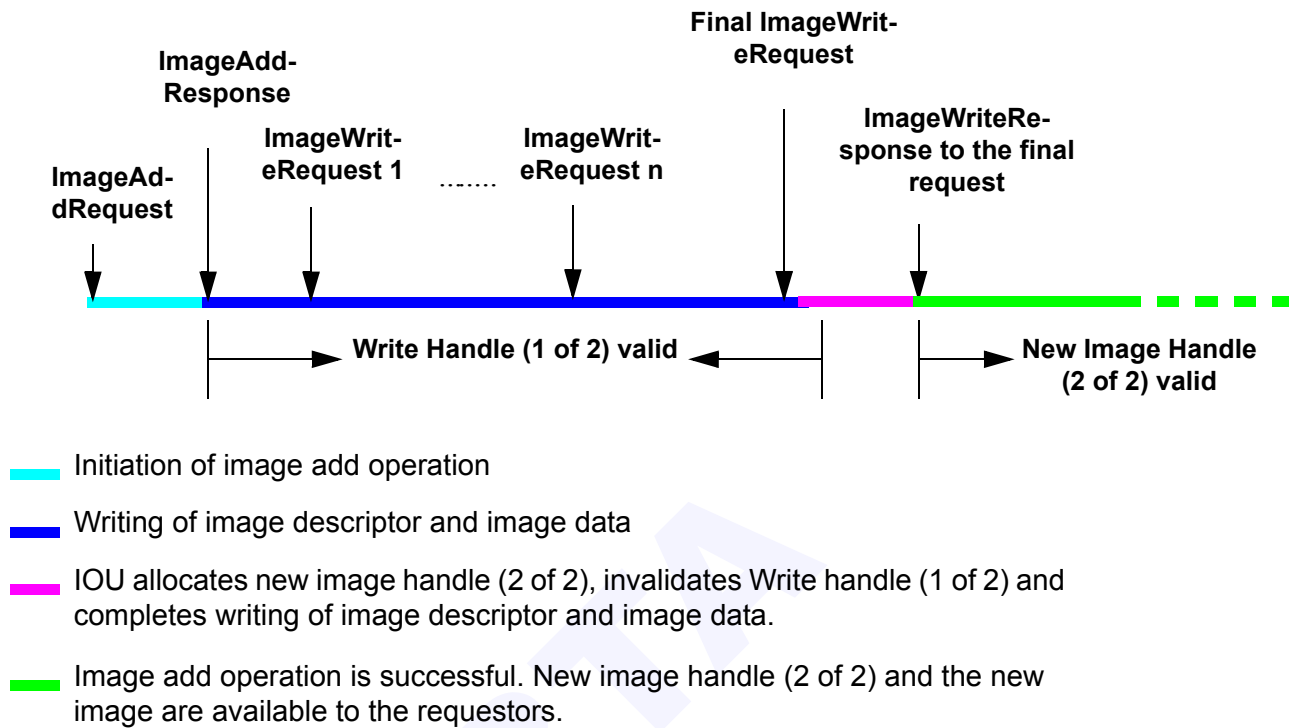 Final ImageWrit-
eRequest
ImageAdd-
Response
ImageWriteRe-
sponse to the final
request
ImageWrit-
eRequest 1
........
ImageWrit-
eRequest n
ImageAd-
dRequest
Write Handle (1 of 2) valid
New Image Handle
(2 of 2) valid
Initiation of image add operation
Writing of image descriptor and image data
IOU allocates new image handle (2 of 2), invalidates Write handle (1 of 2) and
completes writing of image descriptor and image data.
Image add operation is successful. New image handle (2 of 2) and the new
image are available to the requestors.